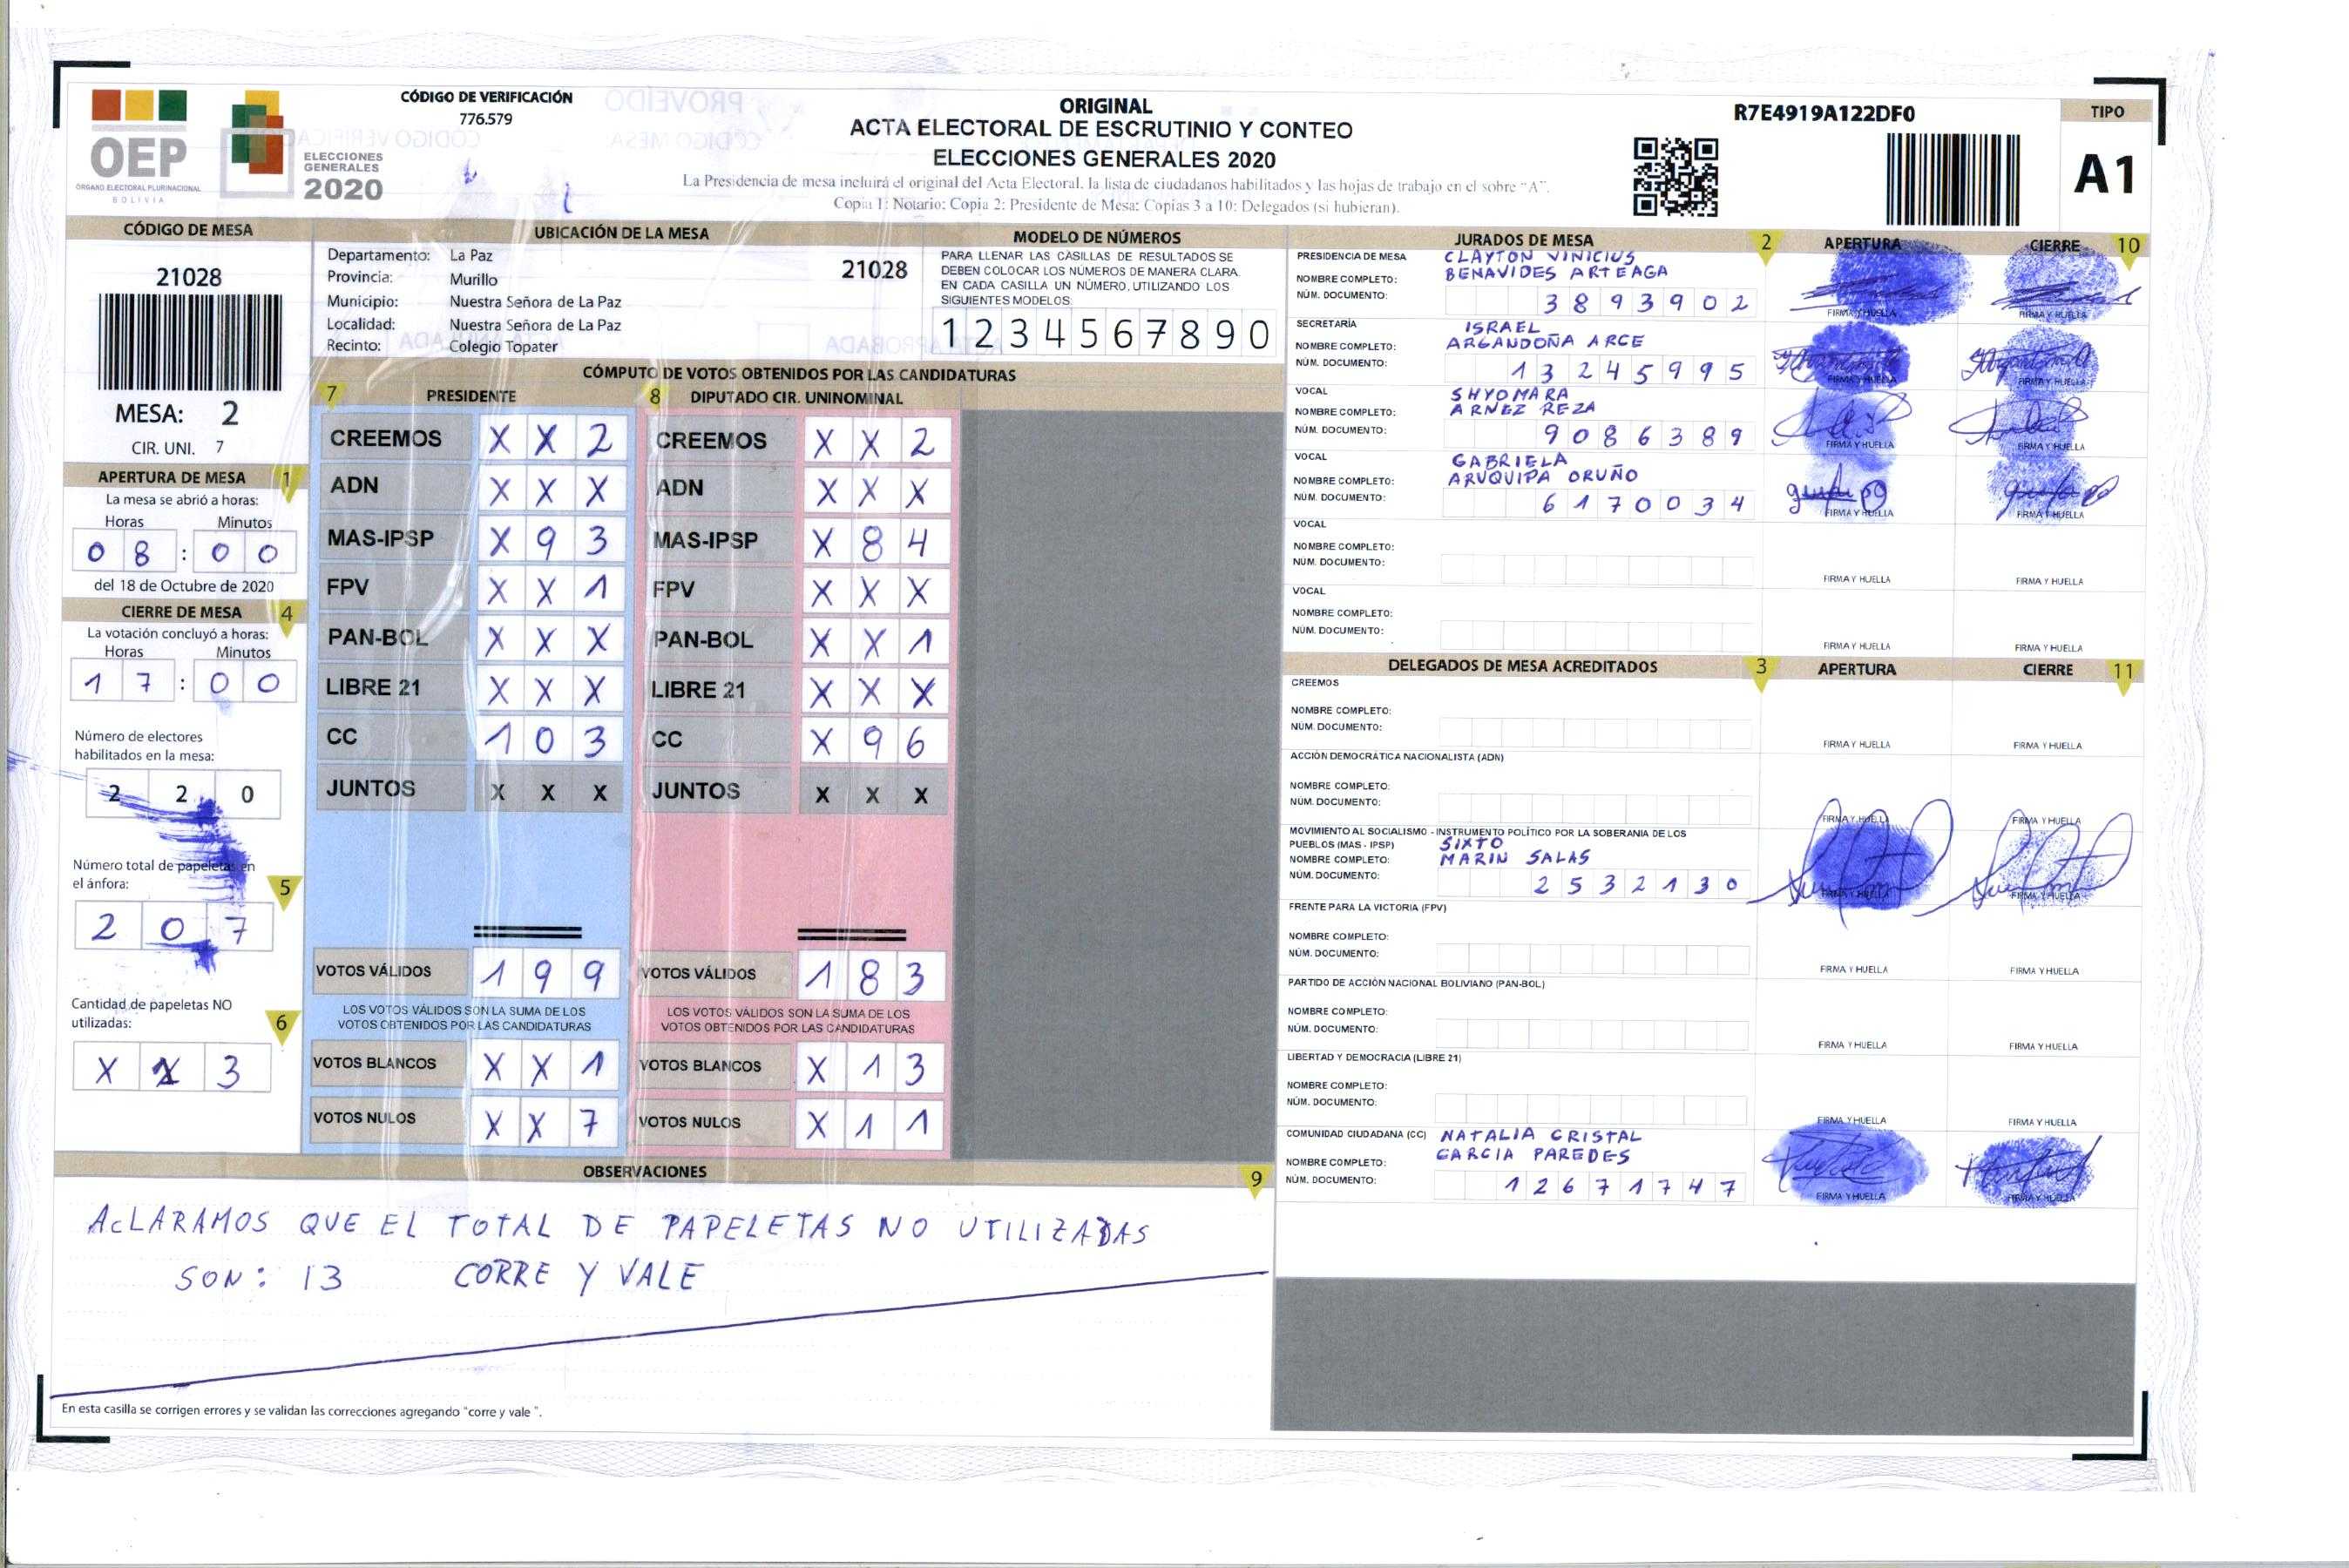 CÓDIGO DE VERIFICACIÓN
776.579
OEP
ÓRGANO ELECTORAL PLURINACIONAL
BOLIVIA
ELECCIONES
GENERALES
2020
ORIGINAL
ACTA ELECTORAL DE ESCRUTINIO Y CONTEO
ELECCIONES GENERALES 2020
La Presidencia de mesa incluirá el original del Acta Electoral, la lista de ciudadanos habilitados y las hojas de trabajo en el sobre "A".
Copia 1: Notario; Copia 2: Presidente de Mesa; Copias 3 a 10: Delegados (si hubieran).
R7E4919A122DF0
TIPO
A1
CÓDIGO DE MESA
21028
MESA: 2
CIR. UNI. 7
APERTURA DE MESA 1
La mesa se abrió a horas:
Horas Minutos
0 8 : 0 0
del 18 de Octubre de 2020
CIERRE DE MESA 4
La votación concluyó a horas:
Horas Minutos
1 7 : 0 0
Número de electores
habilitados en la mesa:
2 2 0
Número total de papeletas en
el ánfora: 5
2 0 7
Cantidad de papeletas NO
utilizadas: 6
X X 3
UBICACIÓN DE LA MESA
Departamento: La Paz 21028
Provincia: Murillo
Municipio: Nuestra Señora de La Paz
Localidad: Nuestra Señora de La Paz
Recinto: Colegio Topater
MODELO DE NÚMEROS
PARA LLENAR LAS CASILLAS DE RESULTADOS SE
DEBEN COLOCAR LOS NÚMEROS DE MANERA CLARA.
EN CADA CASILLA UN NÚMERO, UTILIZANDO LOS
SIGUIENTES MODELOS:
1 2 3 4 5 6 7 8 9 0
CÓMPUTO DE VOTOS OBTENIDOS POR LAS CANDIDATURAS
7 PRESIDENTE 8 DIPUTADO CIR. UNINOMINAL
CREEMOS X X 2 CREEMOS X X 2
ADN X X X ADN X X X
MAS-IPSP X 9 3 MAS-IPSP X 8 4
FPV X X 1 FPV X X X
PAN-BOL X X X PAN-BOL X X 1
LIBRE 21 X X X LIBRE 21 X X X
CC 1 0 3 CC X 9 6
JUNTOS X X X JUNTOS X X X
VOTOS VÁLIDOS 1 9 9 VOTOS VÁLIDOS 1 8 3
LOS VOTOS VÁLIDOS SON LA SUMA DE LOS LOS VOTOS VÁLIDOS SON LA SUMA DE LOS
VOTOS OBTENIDOS POR LAS CANDIDATURAS VOTOS OBTENIDOS POR LAS CANDIDATURAS
VOTOS BLANCOS X X 1 VOTOS BLANCOS X 1 3
VOTOS NULOS X X 7 VOTOS NULOS X 1 1
OBSERVACIONES 9
ACLARAMOS QUE EL TOTAL DE PAPELETAS NO UTILIZADAS
SON: 13 CORRE Y VALE
En esta casilla se corrigen errores y se validan las correcciones agregando "corre y vale ".
JURADOS DE MESA 2 APERTURA CIERRE 10
PRESIDENCIA DE MESA CLAYTON VINICIUS
NOMBRE COMPLETO: BENAVIDES ARTEAGA
NÚM. DOCUMENTO: 3 8 9 3 9 0 2
FIRMA Y HUELLA FIRMA Y HUELLA
SECRETARÍA ISRAEL
NOMBRE COMPLETO: ARGANDOÑA ARCE
NÚM. DOCUMENTO: 1 3 2 4 5 9 9 5
FIRMA Y HUELLA FIRMA Y HUELLA
VOCAL SHYOMARA
NOMBRE COMPLETO: ARNEZ REZA
NÚM. DOCUMENTO: 9 0 8 6 3 8 9
FIRMA Y HUELLA FIRMA Y HUELLA
VOCAL GABRIELA
NOMBRE COMPLETO: ARUQUIPA ORUÑO
NÚM. DOCUMENTO: 6 1 7 0 0 3 4
FIRMA Y HUELLA FIRMA Y HUELLA
VOCAL
NOMBRE COMPLETO:
NÚM. DOCUMENTO:
FIRMA Y HUELLA FIRMA Y HUELLA
VOCAL
NOMBRE COMPLETO:
NÚM. DOCUMENTO:
FIRMA Y HUELLA FIRMA Y HUELLA
DELEGADOS DE MESA ACREDITADOS 3 APERTURA CIERRE 11
CREEMOS
NOMBRE COMPLETO:
NÚM. DOCUMENTO:
FIRMA Y HUELLA FIRMA Y HUELLA
ACCIÓN DEMOCRÁTICA NACIONALISTA (ADN)
NOMBRE COMPLETO:
NÚM. DOCUMENTO:
FIRMA Y HUELLA FIRMA Y HUELLA
MOVIMIENTO AL SOCIALISMO - INSTRUMENTO POLÍTICO POR LA SOBERANIA DE LOS
PUEBLOS (MAS - IPSP) SIXTO
NOMBRE COMPLETO: MARIN SALAS
NÚM. DOCUMENTO: 2 5 3 2 1 3 0
FIRMA Y HUELLA FIRMA Y HUELLA
FRENTE PARA LA VICTORIA (FPV)
NOMBRE COMPLETO:
NÚM. DOCUMENTO:
FIRMA Y HUELLA FIRMA Y HUELLA
PARTIDO DE ACCIÓN NACIONAL BOLIVIANO (PAN-BOL)
NOMBRE COMPLETO:
NÚM. DOCUMENTO:
FIRMA Y HUELLA FIRMA Y HUELLA
LIBERTAD Y DEMOCRACIA (LIBRE 21)
NOMBRE COMPLETO:
NÚM. DOCUMENTO:
FIRMA Y HUELLA FIRMA Y HUELLA
COMUNIDAD CIUDADANA (CC) NATALIA CRISTAL
NOMBRE COMPLETO: GARCIA PAREDES
NÚM. DOCUMENTO: 1 2 6 7 1 7 4 7
FIRMA Y HUELLA FIRMA Y HUELLA